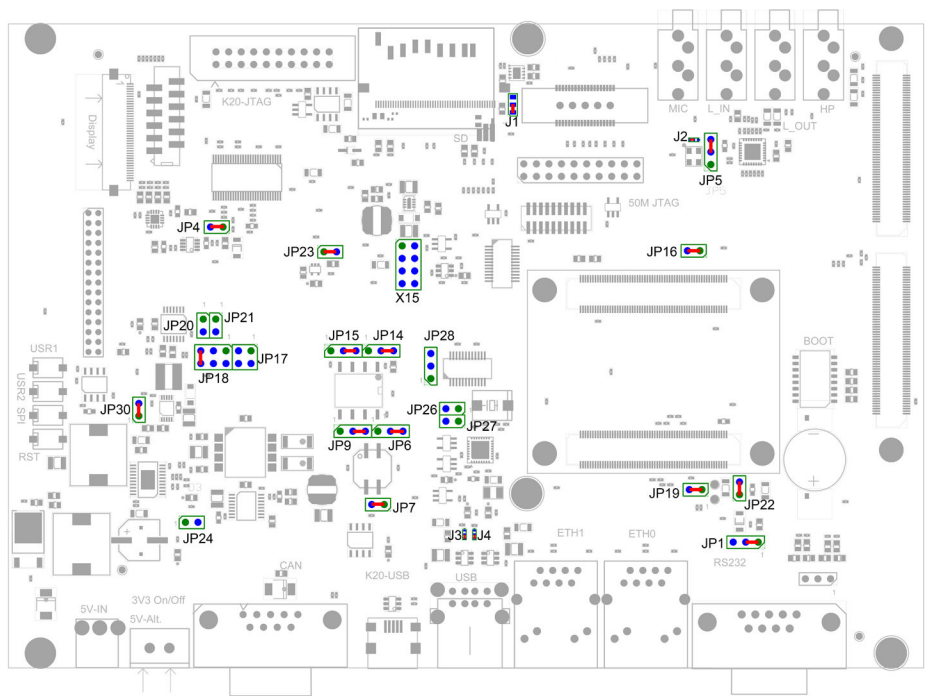 K20-JTAG
SD
J1
MIC
L_IN
L_OUT
HP
J2
JP5
JP5
Display
50M JTAG
JP4
JP23
JP16
X15
JP20
JP21
JP15
JP14
JP28
JP17
JP18
BOOT
USR1
USR2
SPI
RST
JP30
JP26
JP27
JP9
JP6
JP7
JP19
JP22
JP24
J3
J4
JP1
ETH1
ETH0
RS232
CAN
K20-USB
USB
3V3 On/Off
5V-IN
5V-Alt.